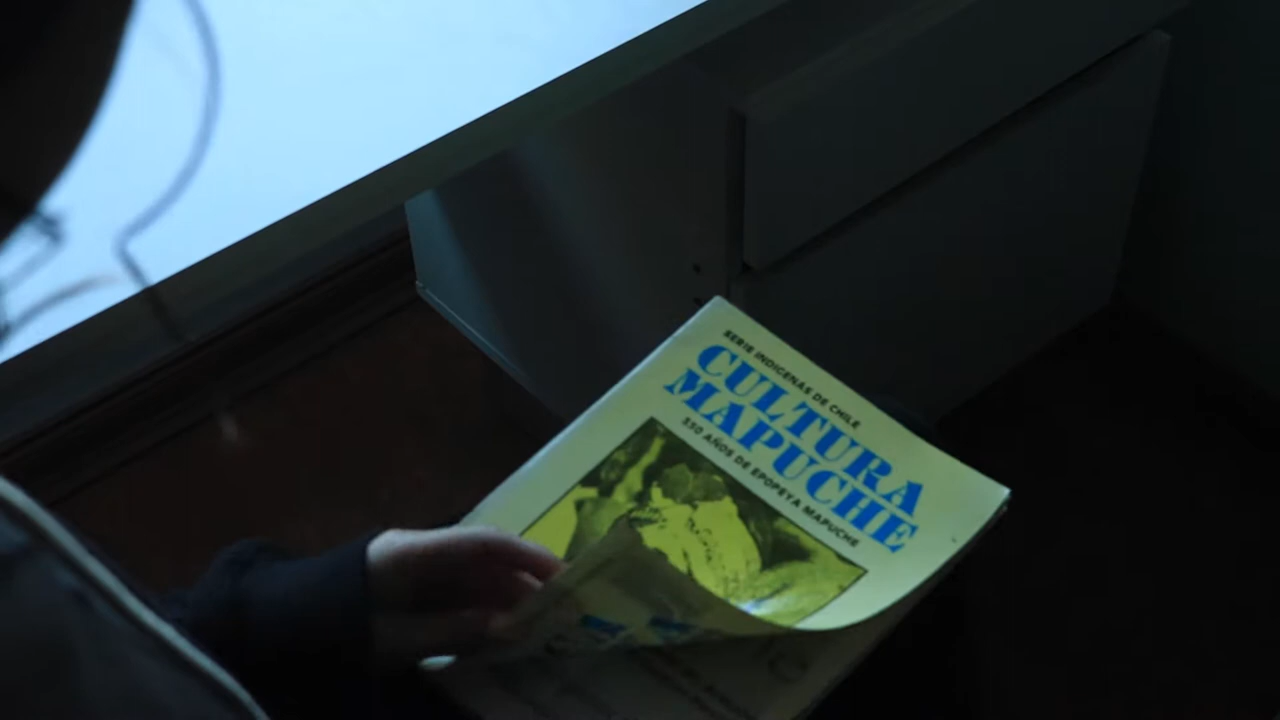 SERIE INDIGENAS DE CHILE
CULTURA
MAPUCHE
350 AÑOS DE EPOPEYA MAPUCHE